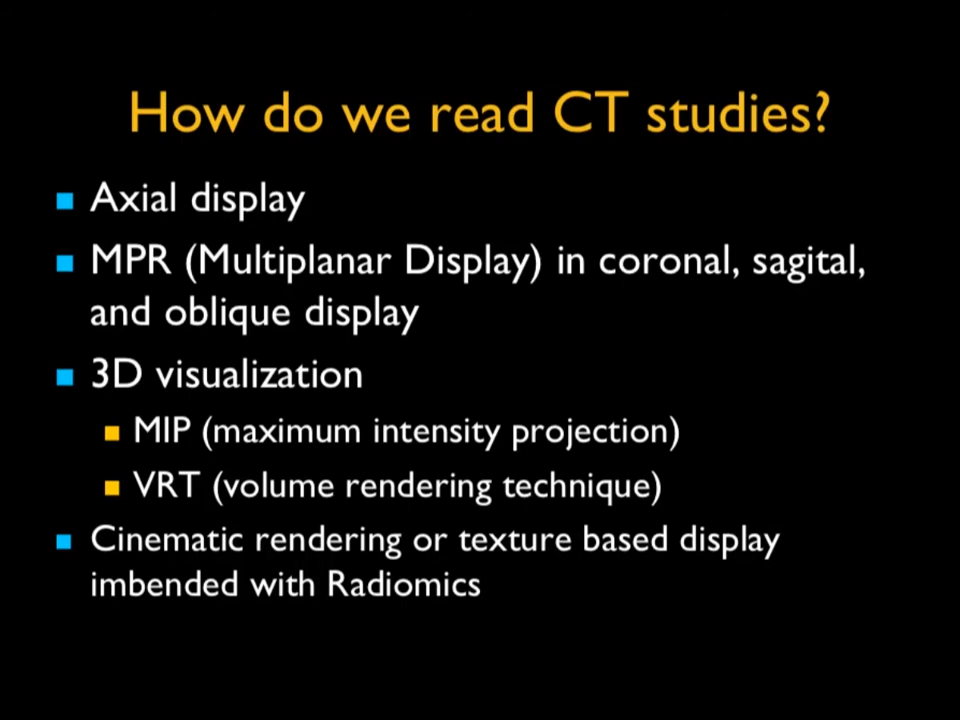 How do we read CT studies?
Axial display
MPR (Multiplanar Display) in coronal, sagital,
and oblique display
3D visualization
MIP (maximum intensity projection)
VRT (volume rendering technique)
Cinematic rendering or texture based display
imbended with Radiomics